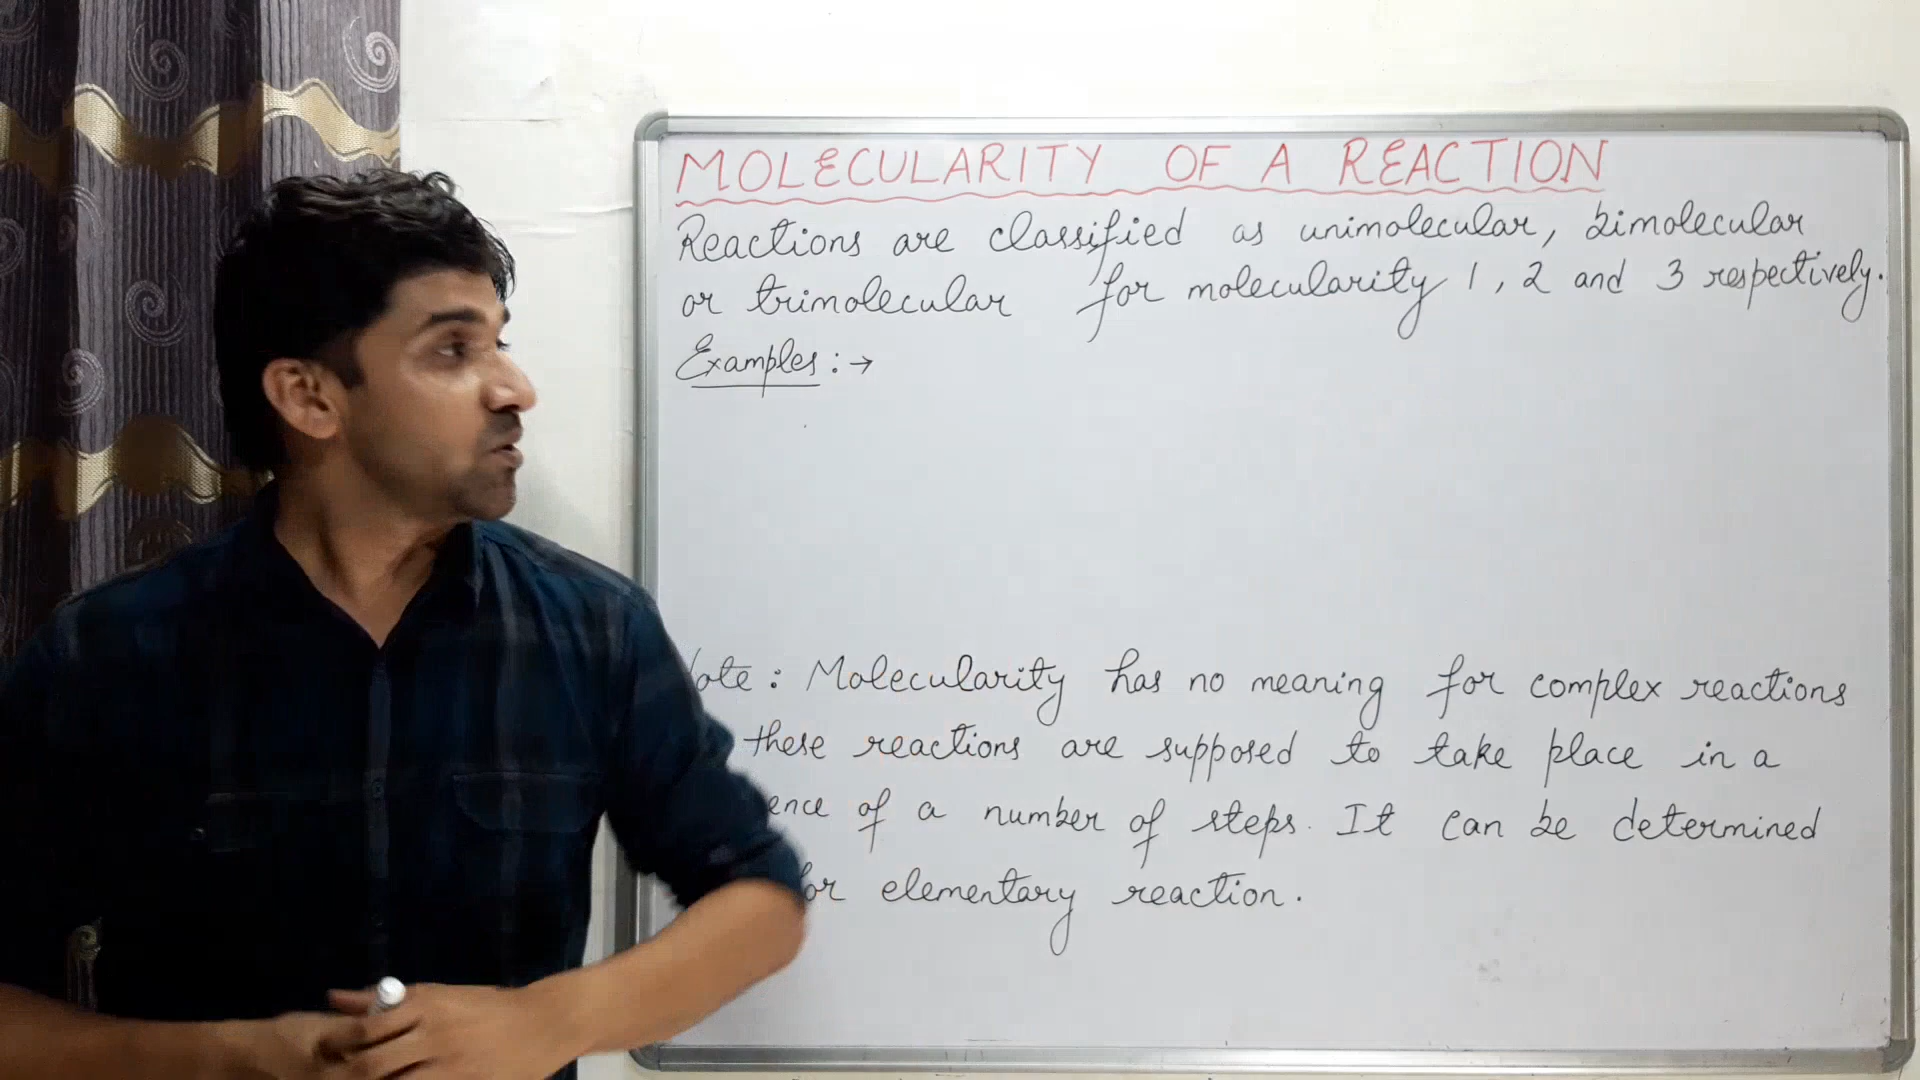 MOLECULARITY OF A REACTION
Reactions are classified as unimolecular, bimolecular
or trimolecular for molecularity 1, 2 and 3 respectively.
Examples :→
ote : Molecularity has no meaning for complex reactions
these reactions are supposed to take place in a
ence of a number of steps. It can be determined
for elementary reaction.